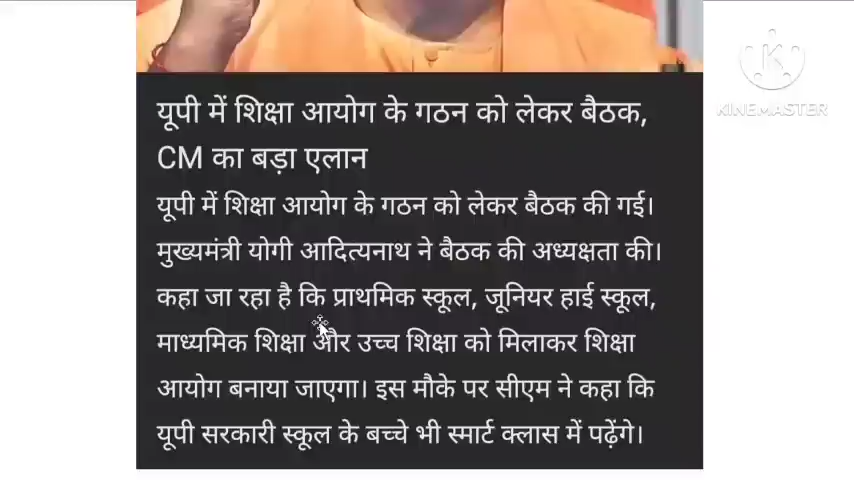 यूपी में शिक्षा आयोग के गठन को लेकर बैठक,
CM का बड़ा एलान
यूपी में शिक्षा आयोग के गठन को लेकर बैठक की गई।
मुख्यमंत्री योगी आदित्यनाथ ने बैठक की अध्यक्षता की।
कहा जा रहा है कि प्राथमिक स्कूल, जूनियर हाई स्कूल,
माध्यमिक शिक्षा और उच्च शिक्षा को मिलाकर शिक्षा
आयोग बनाया जाएगा। इस मौके पर सीएम ने कहा कि
यूपी सरकारी स्कूल के बच्चे भी स्मार्ट क्लास में पढ़ेंगे।
KINEMASTER